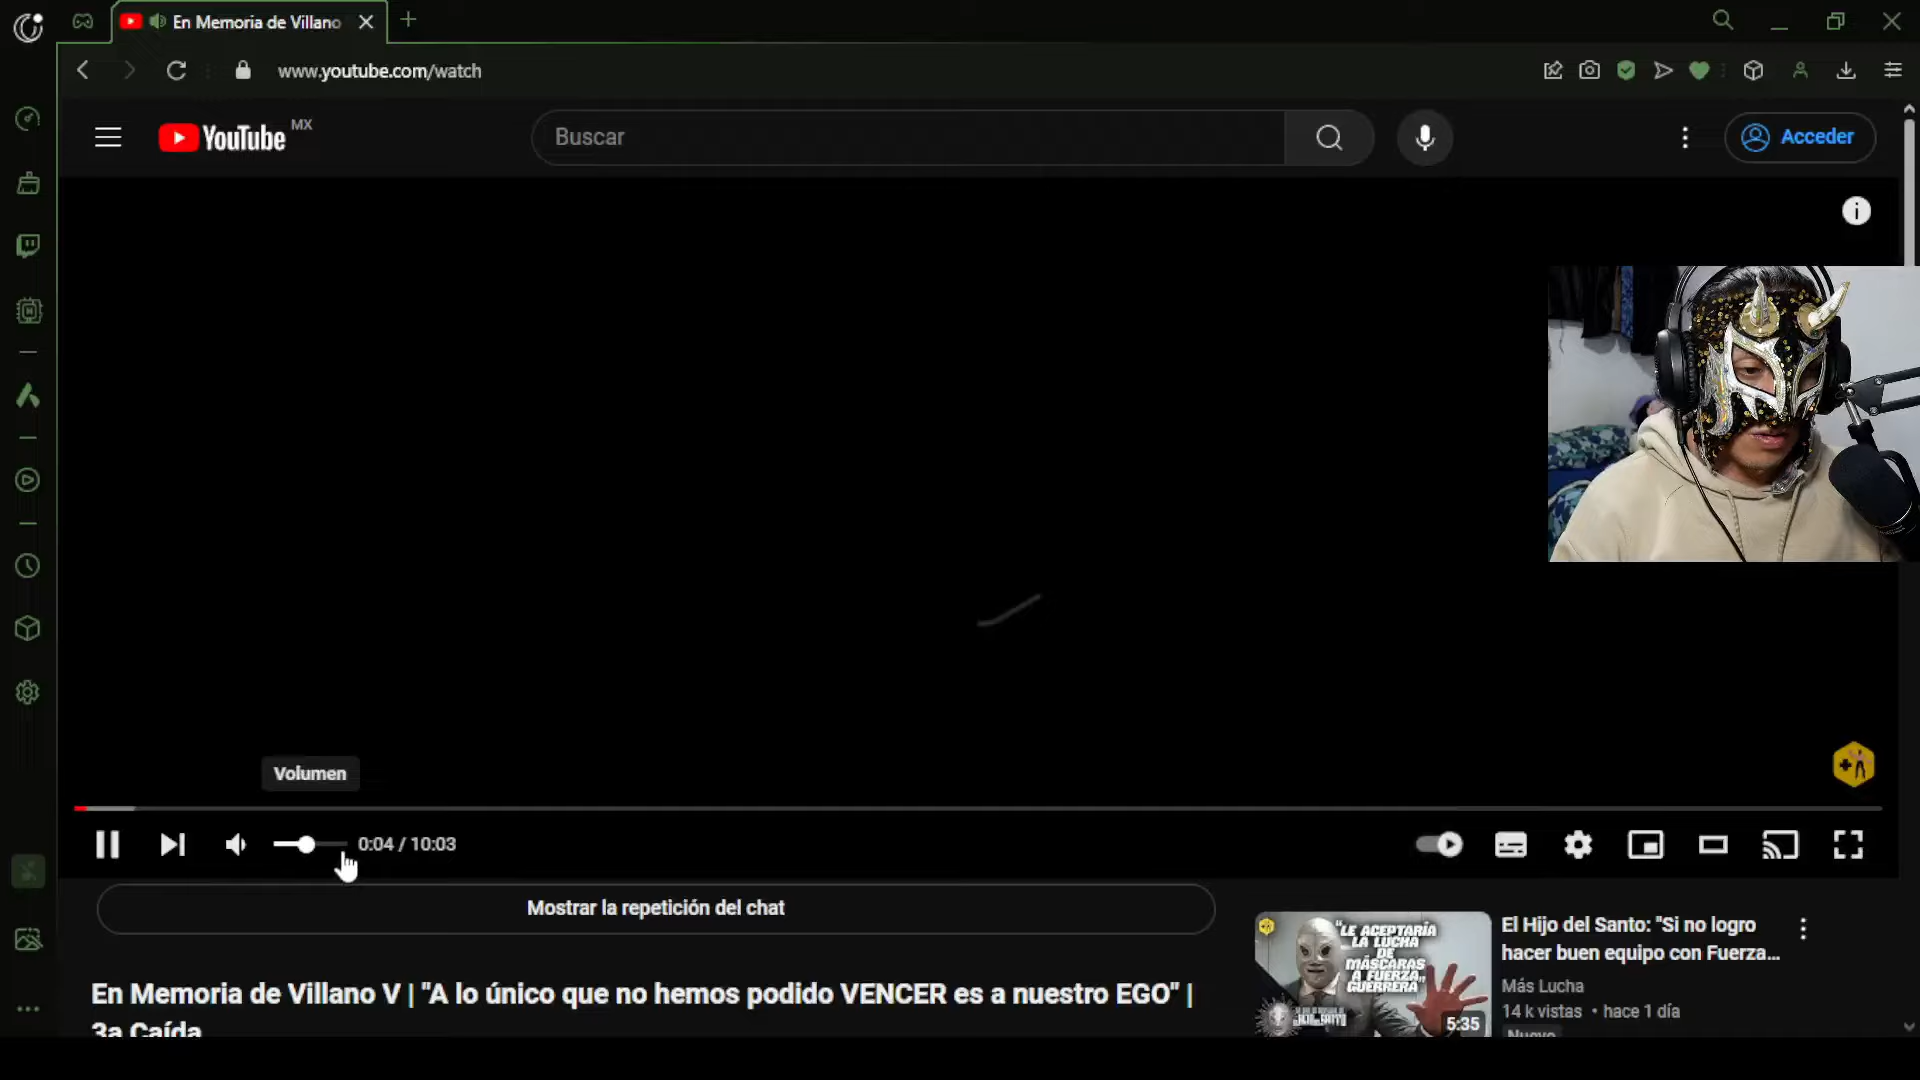 En Memoria de Villano
www.youtube.com/watch
YouTube MX
Buscar
Acceder
Volumen
0:04 / 10:03
Mostrar la repetición del chat
En Memoria de Villano V | "A lo único que no hemos podido VENCER es a nuestro EGO" |
3a Caída
"LE ACEPTARÍA
LA LUCHA
DE
MÁSCARAS
A FUERZA
GUERRERA"
5:35
El Hijo del Santo: "Si no logro
hacer buen equipo con Fuerza...
Más Lucha
14 k vistas • hace 1 día
Nuevo